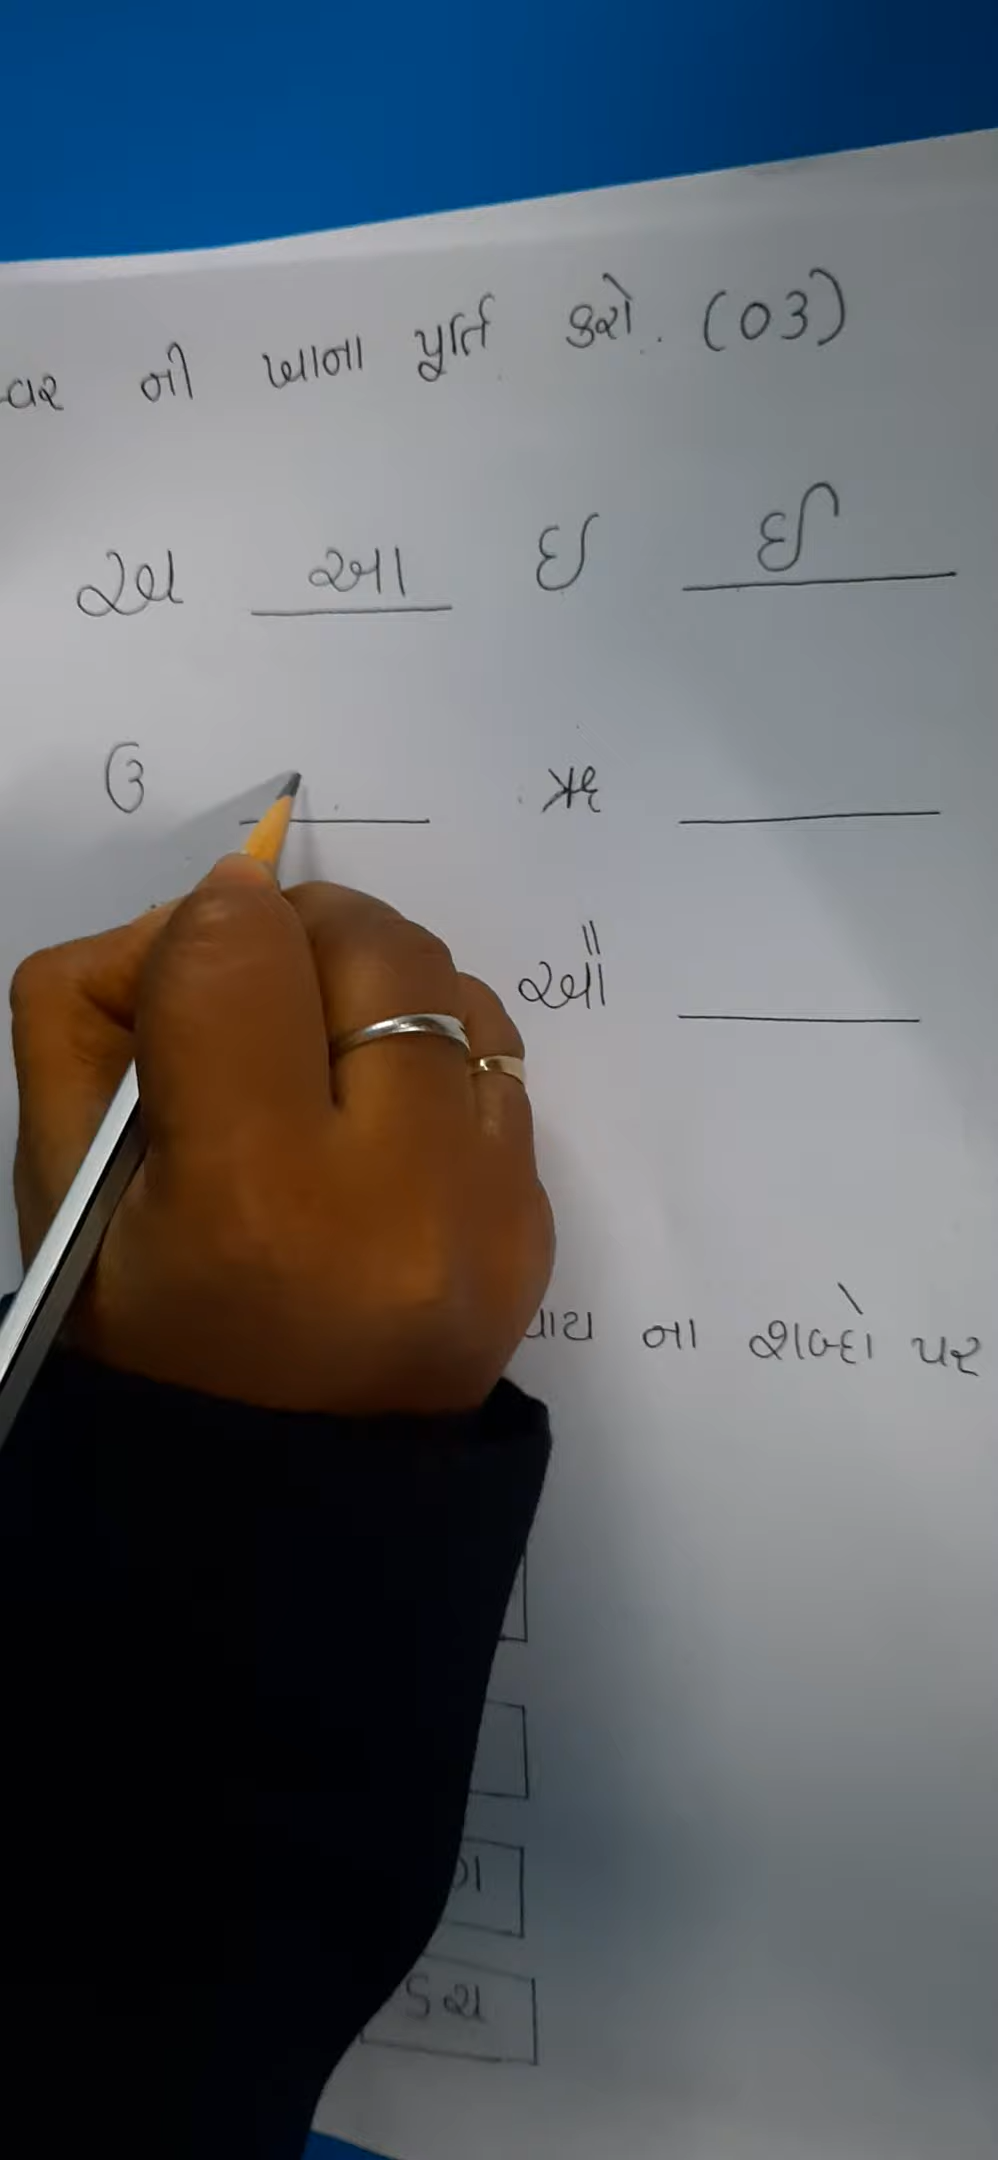 સ્વર ની ખાના પૂર્તિ કરો. (03)
અ આ ઇ ઈ
ઉ ઋ
ઓ
ના શબ્દો પર